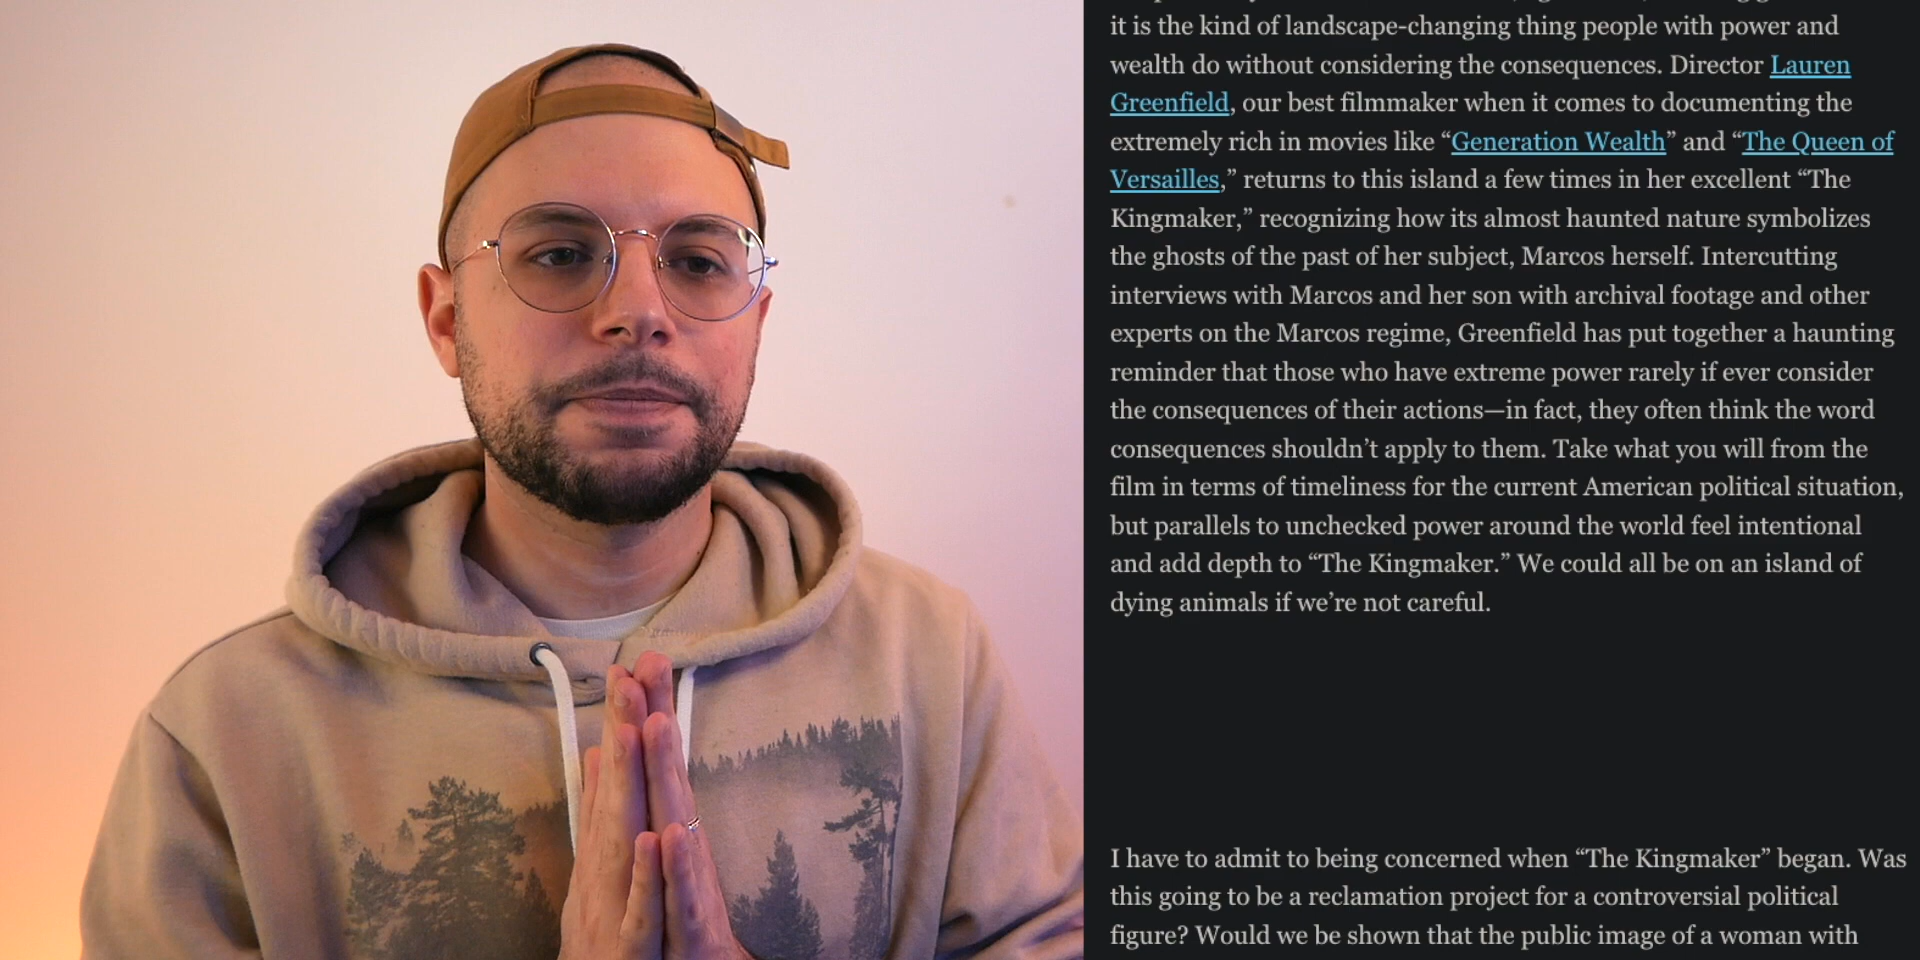 it is the kind of landscape-changing thing people with power and
wealth do without considering the consequences. Director Lauren
Greenfield, our best filmmaker when it comes to documenting the
extremely rich in movies like “Generation Wealth” and “The Queen of
Versailles,” returns to this island a few times in her excellent “The
Kingmaker,” recognizing how its almost haunted nature symbolizes
the ghosts of the past of her subject, Marcos herself. Intercutting
interviews with Marcos and her son with archival footage and other
experts on the Marcos regime, Greenfield has put together a haunting
reminder that those who have extreme power rarely if ever consider
the consequences of their actions—in fact, they often think the word
consequences shouldn’t apply to them. Take what you will from the
film in terms of timeliness for the current American political situation,
but parallels to unchecked power around the world feel intentional
and add depth to “The Kingmaker.” We could all be on an island of
dying animals if we’re not careful.
I have to admit to being concerned when “The Kingmaker” began. Was
this going to be a reclamation project for a controversial political
figure? Would we be shown that the public image of a woman with